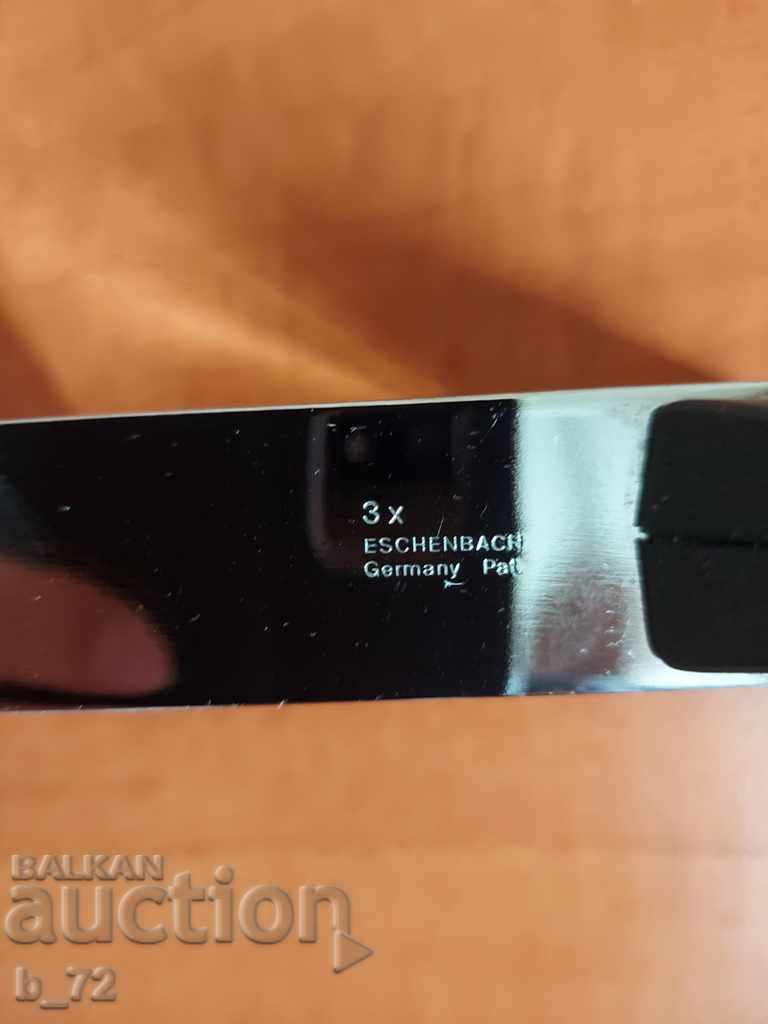 3 x
ESCHENBACH
Germany Pat
BALKAN
auction
b_72